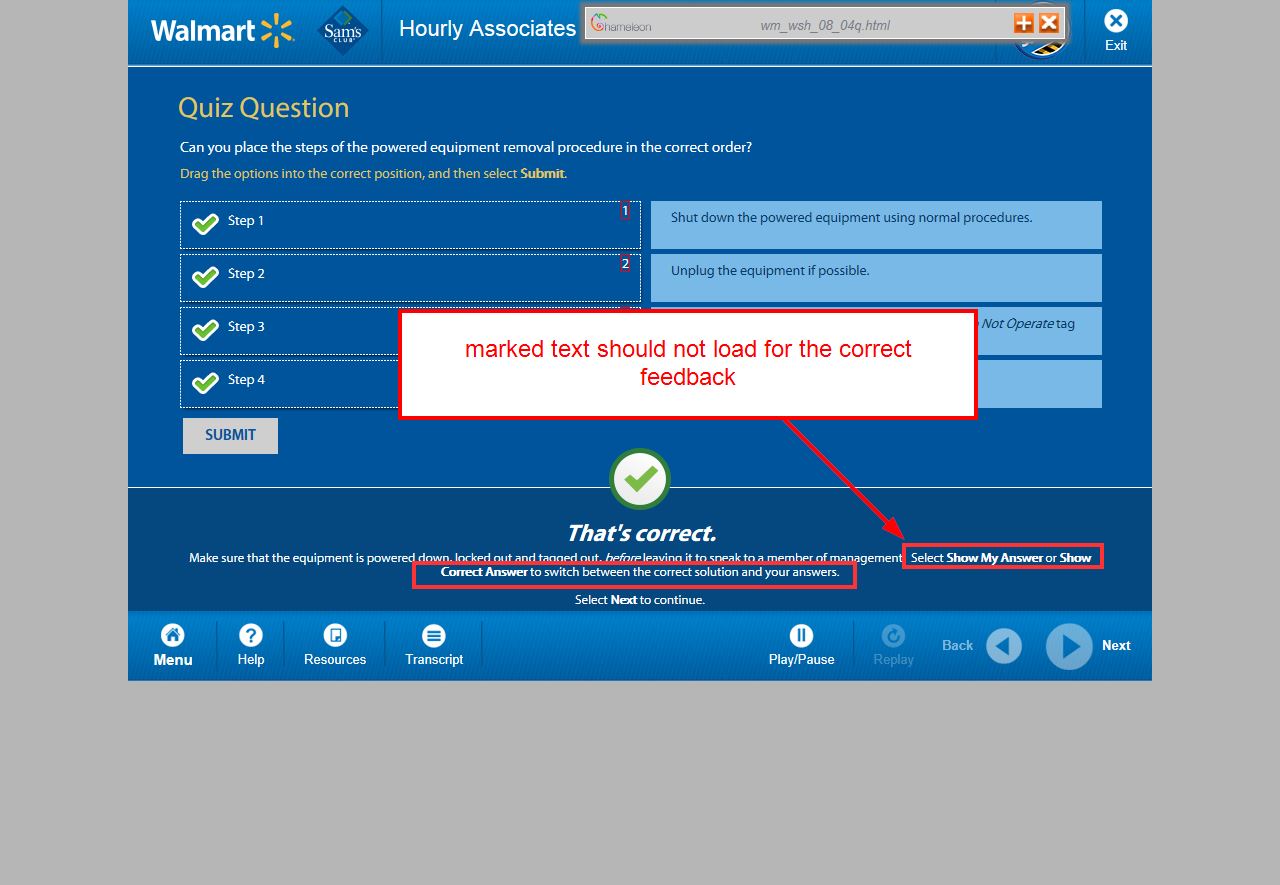 Walmart
Sam's
CLUB
Hourly Associates
Chameleon
wm_wsh_08_04q.html
Exit
Quiz Question
Can you place the steps of the powered equipment removal procedure in the correct order?
Drag the options into the correct position, and then select Submit.
Step 1
1
Shut down the powered equipment using normal procedures.
Step 2
2
Unplug the equipment if possible.
Step 3
Not Operate tag
Step 4
marked text should not load for the correct
feedback
SUBMIT
That's correct.
Make sure that the equipment is powered down, locked out and tagged out, before leaving it to speak to a member of management Select Show My Answer or Show
Correct Answer to switch between the correct solution and your answers.
Select Next to continue.
Menu
Help
Resources
Transcript
Play/Pause
Replay
Back
Next